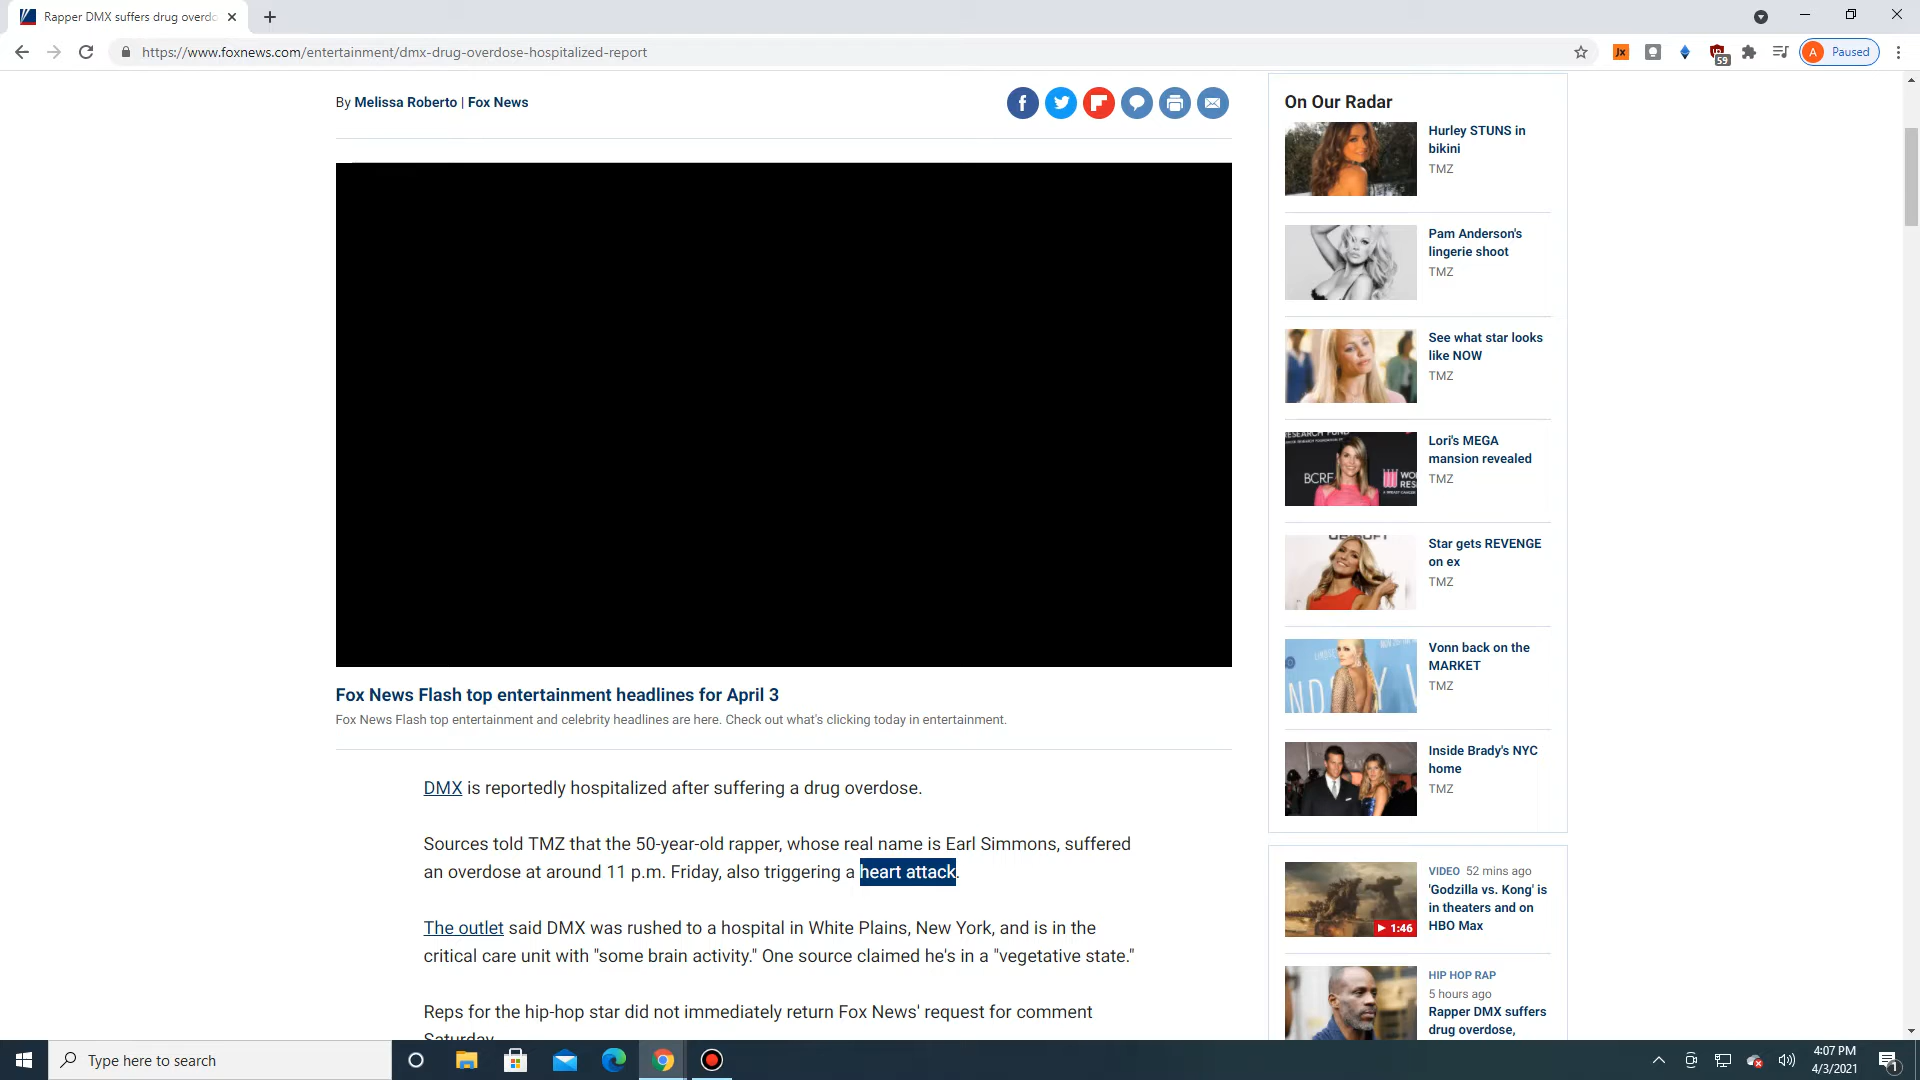 Rapper DMX suffers drug overdo
https://www.foxnews.com/entertainment/dmx-drug-overdose-hospitalized-report
Jx
59
A Paused
By Melissa Roberto | Fox News
Fox News Flash top entertainment headlines for April 3
Fox News Flash top entertainment and celebrity headlines are here. Check out what's clicking today in entertainment.
DMX is reportedly hospitalized after suffering a drug overdose.
Sources told TMZ that the 50-year-old rapper, whose real name is Earl Simmons, suffered
an overdose at around 11 p.m. Friday, also triggering a heart attack.
The outlet said DMX was rushed to a hospital in White Plains, New York, and is in the
critical care unit with "some brain activity." One source claimed he's in a "vegetative state."
Reps for the hip-hop star did not immediately return Fox News' request for comment
Saturday.
On Our Radar
Hurley STUNS in
bikini
TMZ
Pam Anderson's
lingerie shoot
TMZ
See what star looks
like NOW
TMZ
RESEARCH FUND
BCRF
WO
RES
Lori's MEGA
mansion revealed
TMZ
UBISOFT
Star gets REVENGE
on ex
TMZ
Vonn back on the
MARKET
TMZ
Inside Brady's NYC
home
TMZ
1:46
VIDEO 52 mins ago
'Godzilla vs. Kong' is
in theaters and on
HBO Max
HIP HOP RAP
5 hours ago
Rapper DMX suffers
drug overdose,
Type here to search
4:07 PM
4/3/2021
1